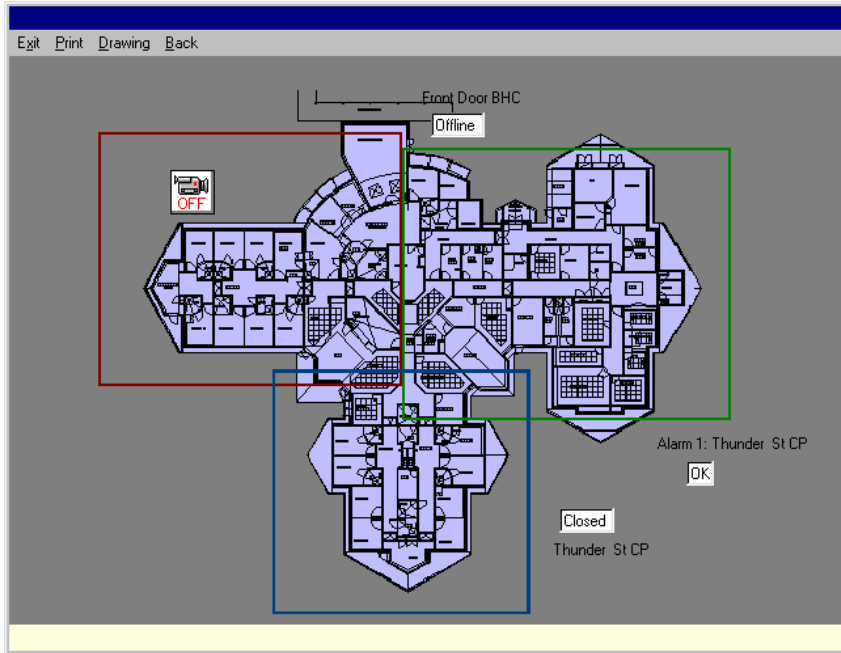 Exit Print Drawing Back
Front Door BHC
Offline
OFF
Alarm 1: Thunder St CP
OK
Closed
Thunder St CP